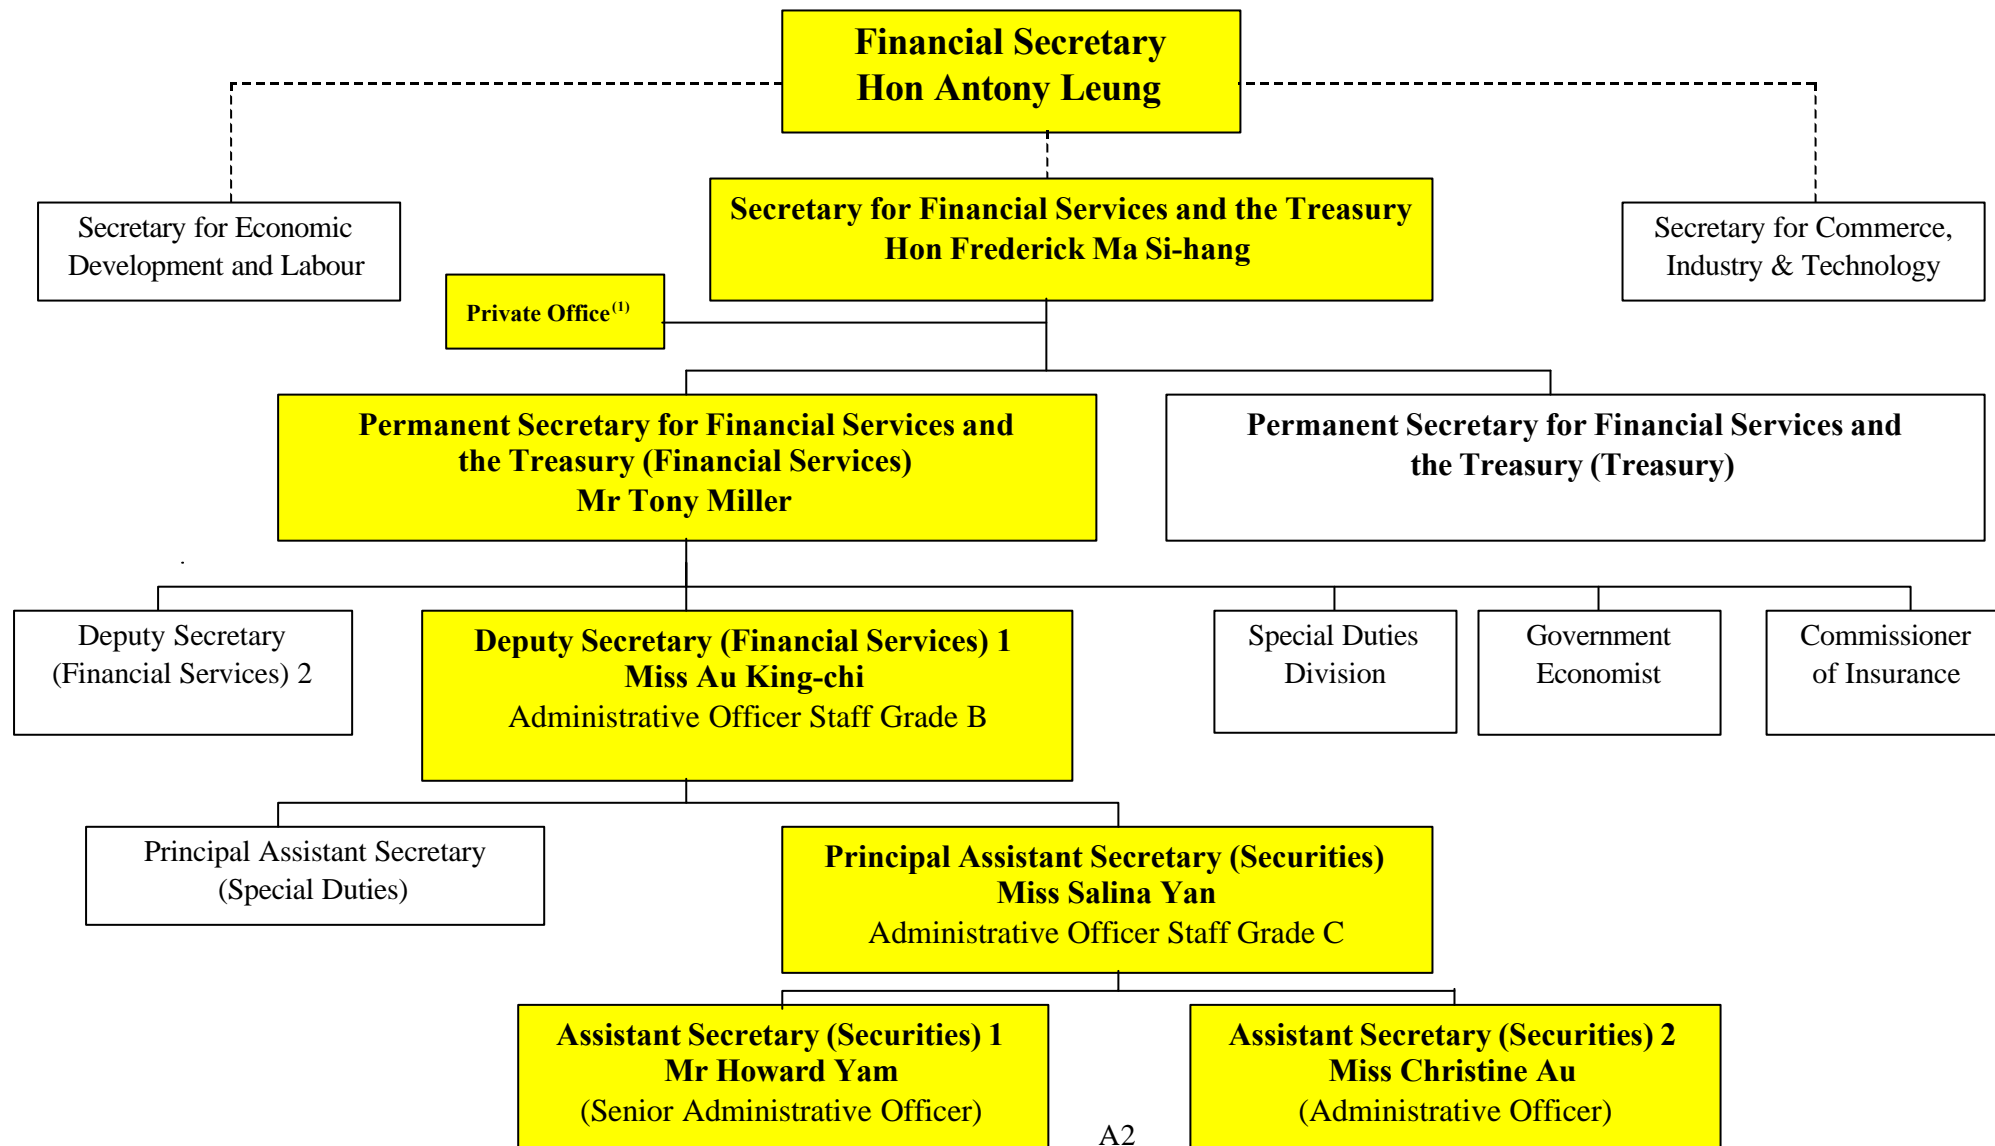 Financial Secretary
Hon Antony Leung
Secretary for Economic
Development and Labour
Secretary for Financial Services and the Treasury
Hon Frederick Ma Si-hang
Secretary for Commerce,
Industry & Technology
Private Office(1)
Permanent Secretary for Financial Services and
the Treasury (Financial Services)
Mr Tony Miller
Permanent Secretary for Financial Services and
the Treasury (Treasury)
Deputy Secretary
(Financial Services) 2
Deputy Secretary (Financial Services) 1
Miss Au King-chi
Administrative Officer Staff Grade B
Special Duties
Division
Government
Economist
Commissioner
of Insurance
Principal Assistant Secretary
(Special Duties)
Principal Assistant Secretary (Securities)
Miss Salina Yan
Administrative Officer Staff Grade C
Assistant Secretary (Securities) 1
Mr Howard Yam
(Senior Administrative Officer)
Assistant Secretary (Securities) 2
Miss Christine Au
(Administrative Officer)
A2